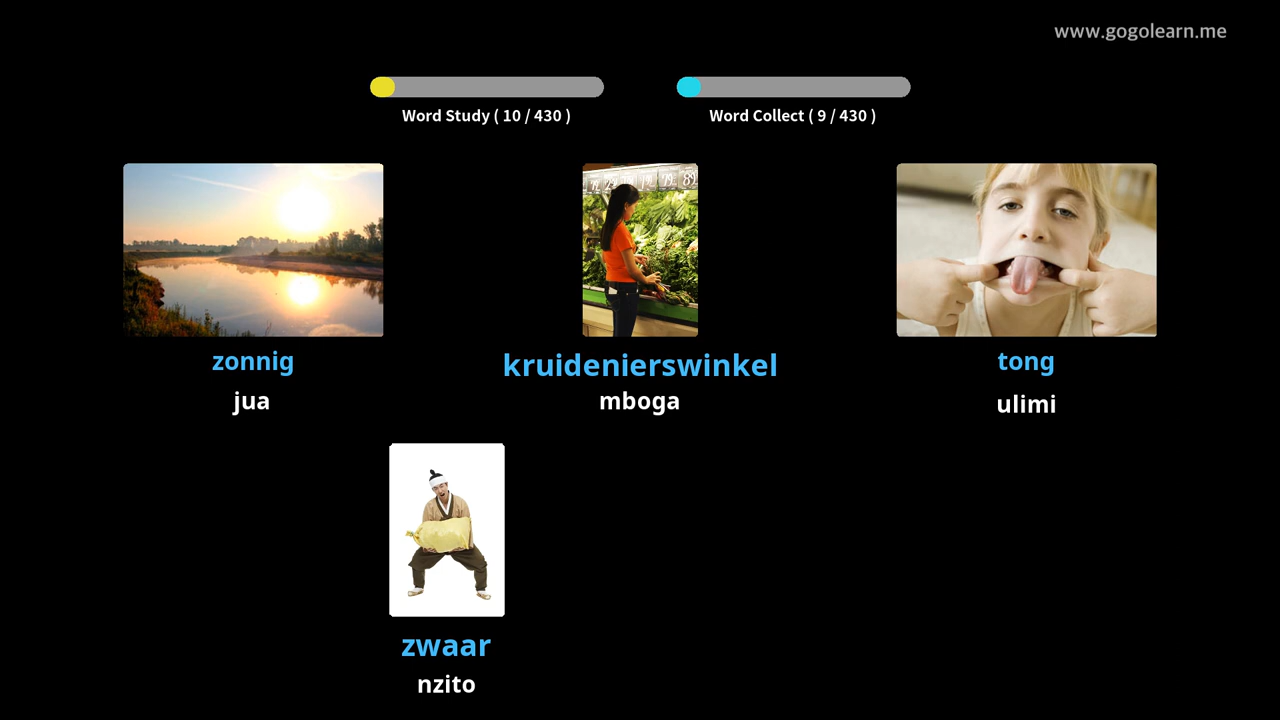 www.gogolearn.me
Word Study ( 10 / 430 )
Word Collect ( 9 / 430 )
zonnig
kruidenierswinkel
tong
jua
mboga
ulimi
zwaar
nzito